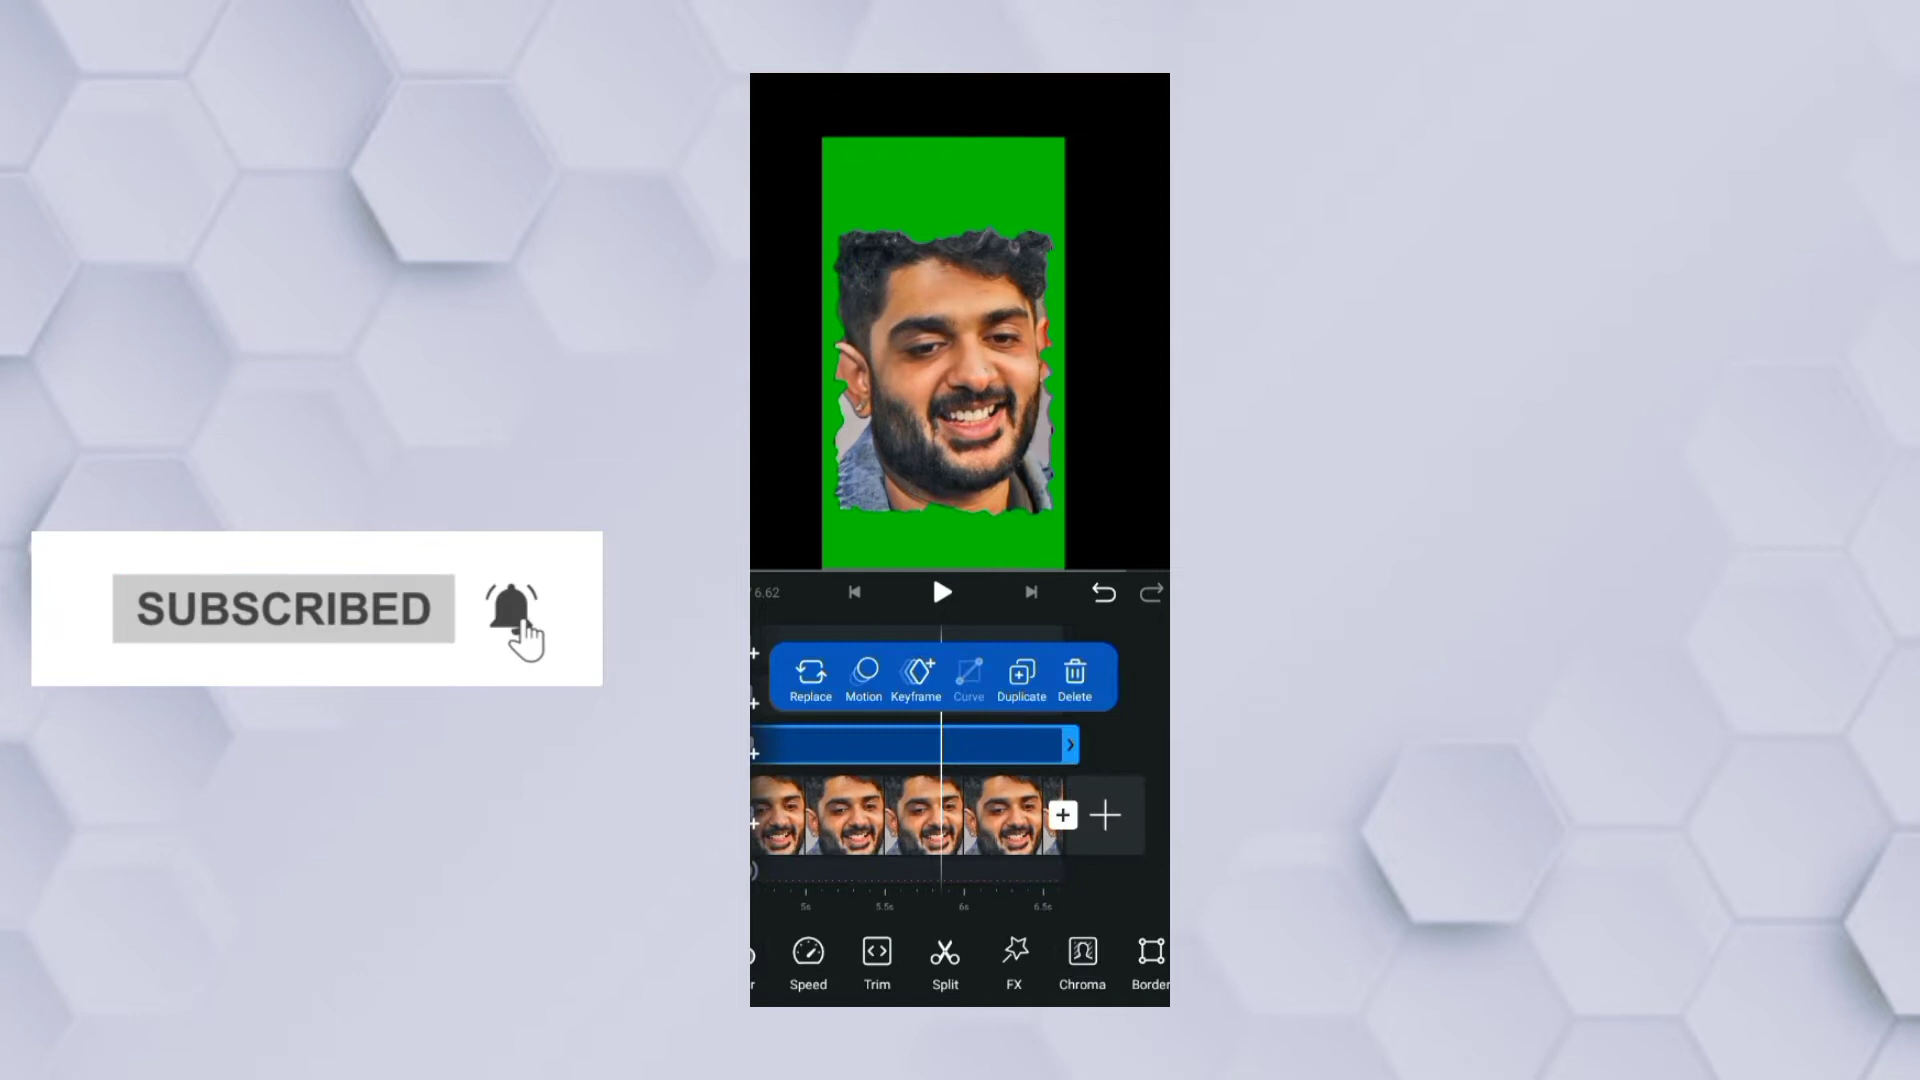 SUBSCRIBED
6.62
Replace Motion Keyframe Curve Duplicate Delete
5s 5.5s 6s 6.5s
r Speed Trim Split FX Chroma Border